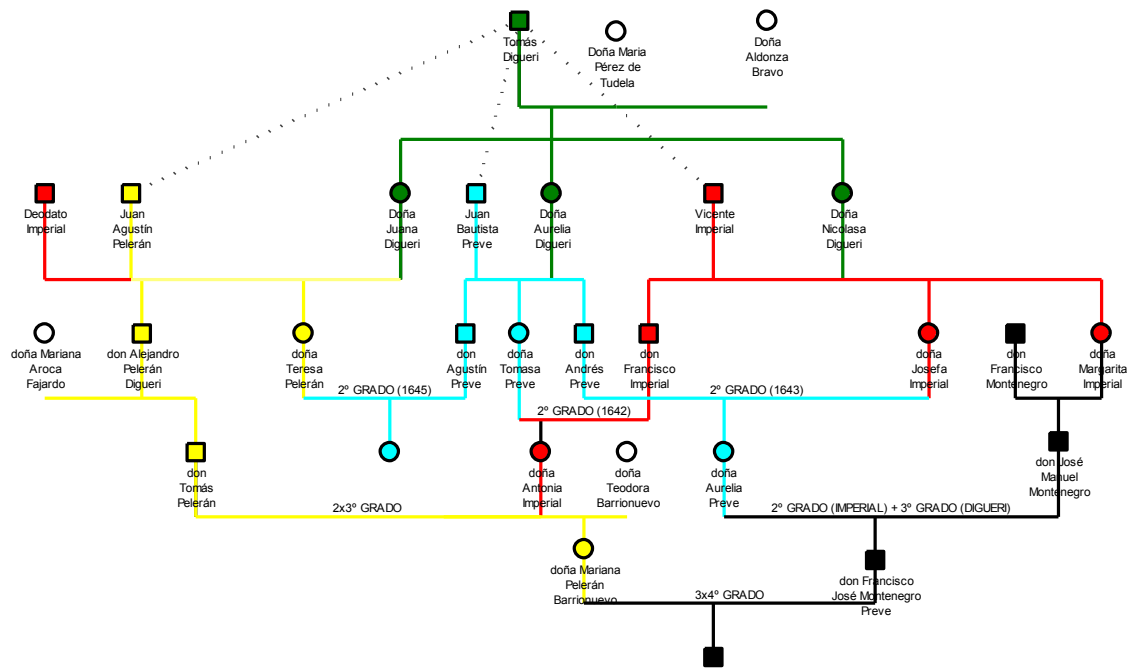 Tomás
Digueri
Doña Maria
Pérez de
Tudela
Doña
Aldonza
Bravo
Deodato
Imperial
Juan
Agustín
Pelerán
Doña
Juana
Digueri
Juan
Bautista
Preve
Doña
Aurelia
Digueri
Vicente
Imperial
Doña
Nicolasa
Digueri
doña Mariana
Aroca
Fajardo
don Alejandro
Pelerán
Digueri
doña
Teresa
Pelerán
don
Agustín
Preve
doña
Tomasa
Preve
don
Andrés
Preve
don
Francisco
Imperial
doña
Josefa
Imperial
don
Francisco
Montenegro
doña
Margarita
Imperial
2º GRADO (1645)
2º GRADO (1643)
2º GRADO (1642)
don
Tomás
Pelerán
doña
Antonia
Imperial
doña
Teodora
Barrionuevo
doña
Aurelia
Preve
don José
Manuel
Montenegro
2x3º GRADO
2º GRADO (IMPERIAL) + 3º GRADO (DIGUERI)
doña Mariana
Pelerán
Barrionuevo
don Francisco
José Montenegro
Preve
3x4º GRADO